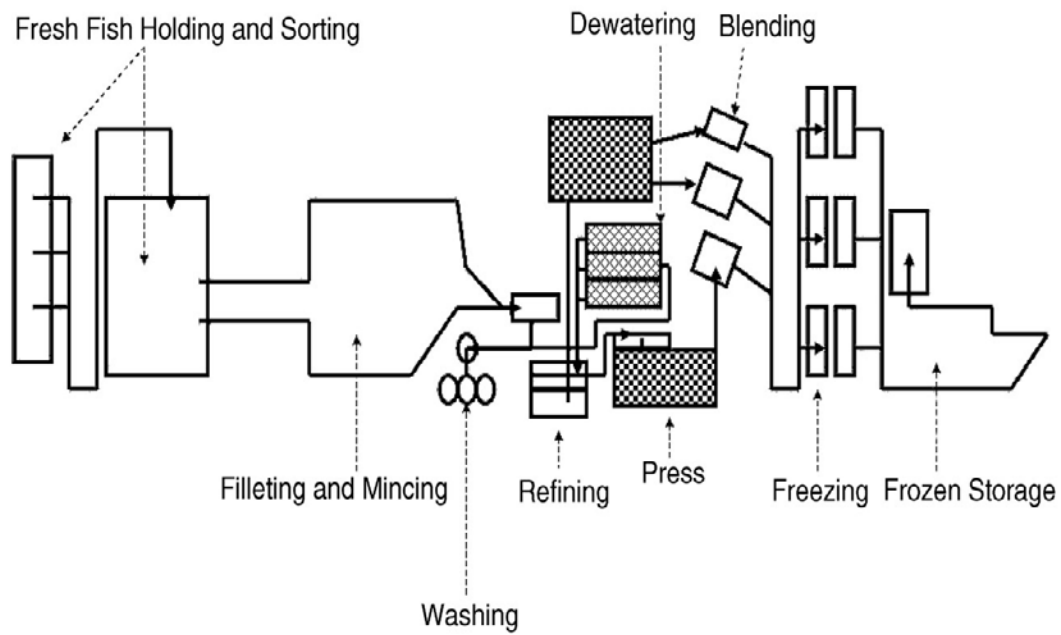 Fresh Fish Holding and Sorting
Dewatering
Blending
Filleting and Mincing
Refining
Press
Freezing
Frozen Storage
Washing